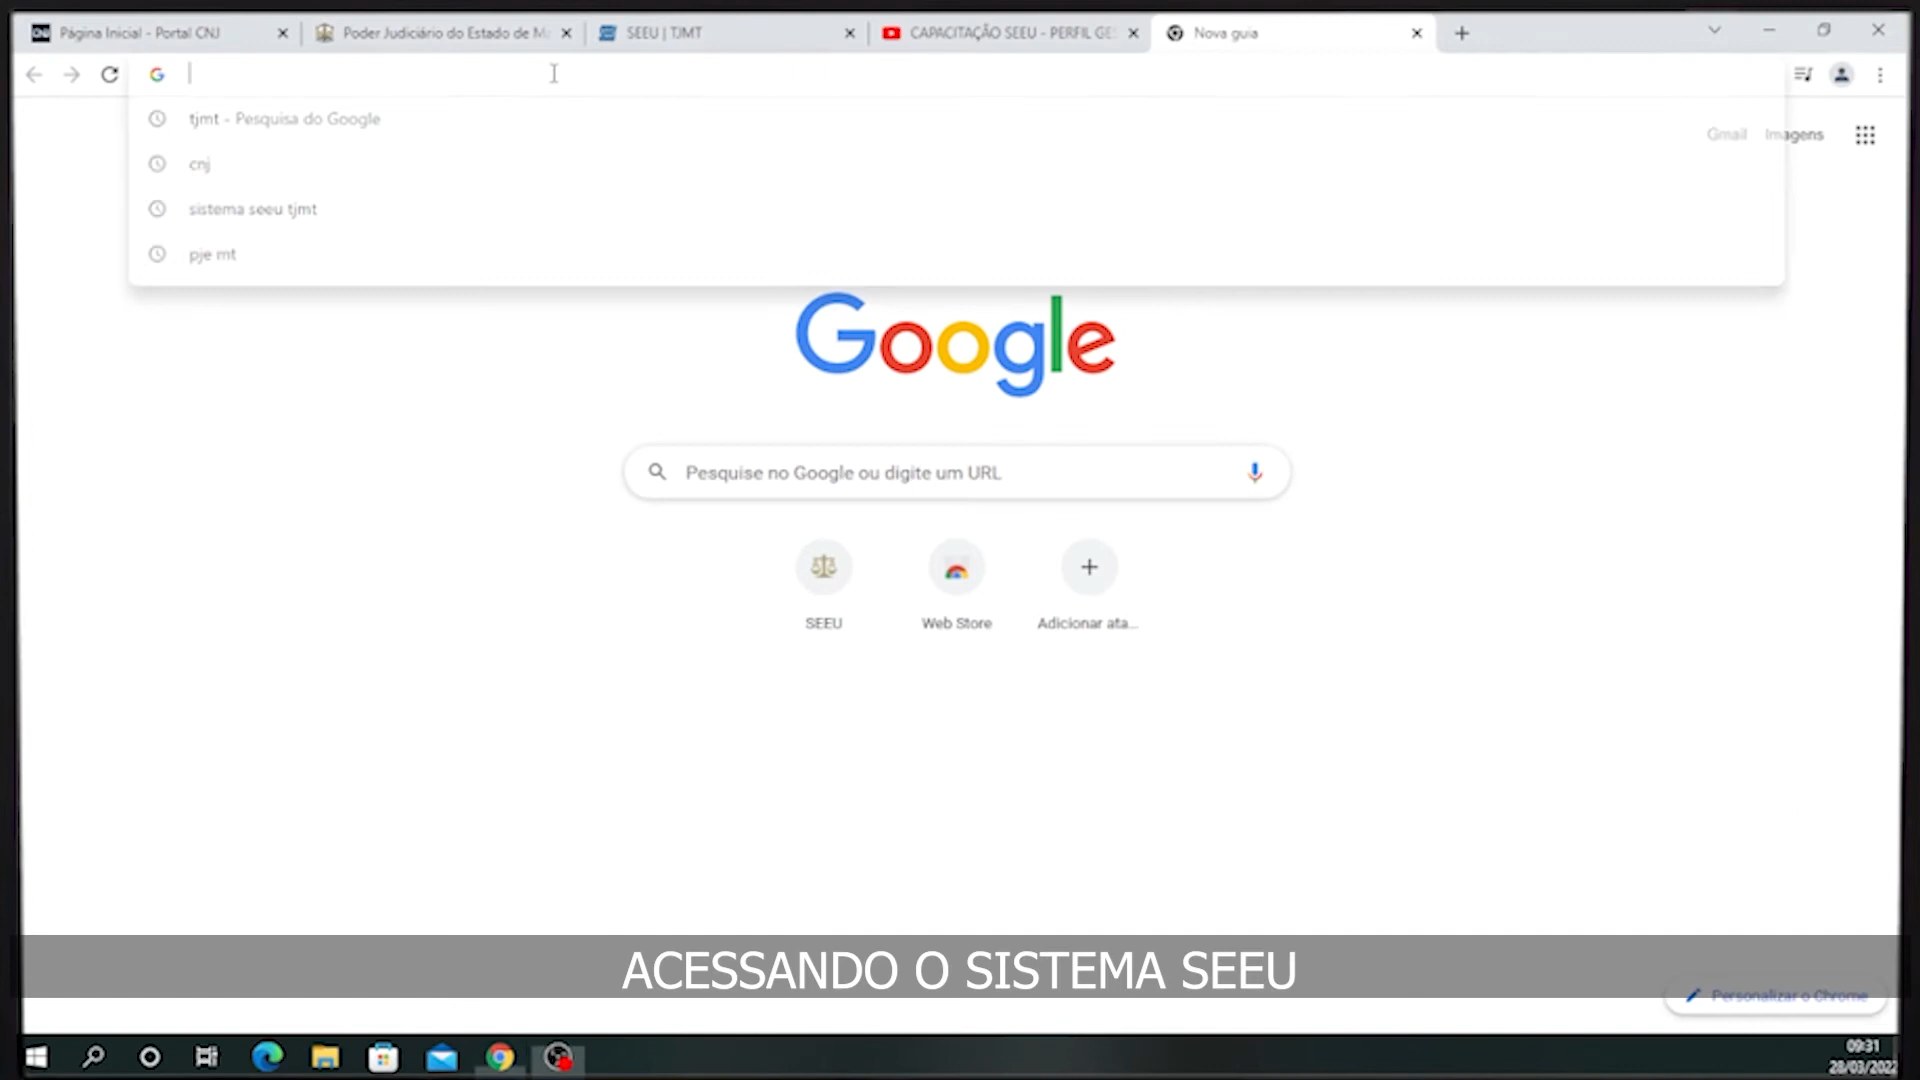 Página Inicial - Portal CNJ
Poder Judiciário do Estado de Ma
SEEU | TJMT
CAPACITAÇÃO SEEU - PERFIL GES
Nova guia
tjmt - Pesquisa do Google
cnj
sistema seeu tjmt
pje mt
Gmail
Imagens
Google
Pesquise no Google ou digite um URL
SEEU
Web Store
Adicionar ata...
ACESSANDO O SISTEMA SEEU
Personalizar o Chrome
09:31
28/03/2022